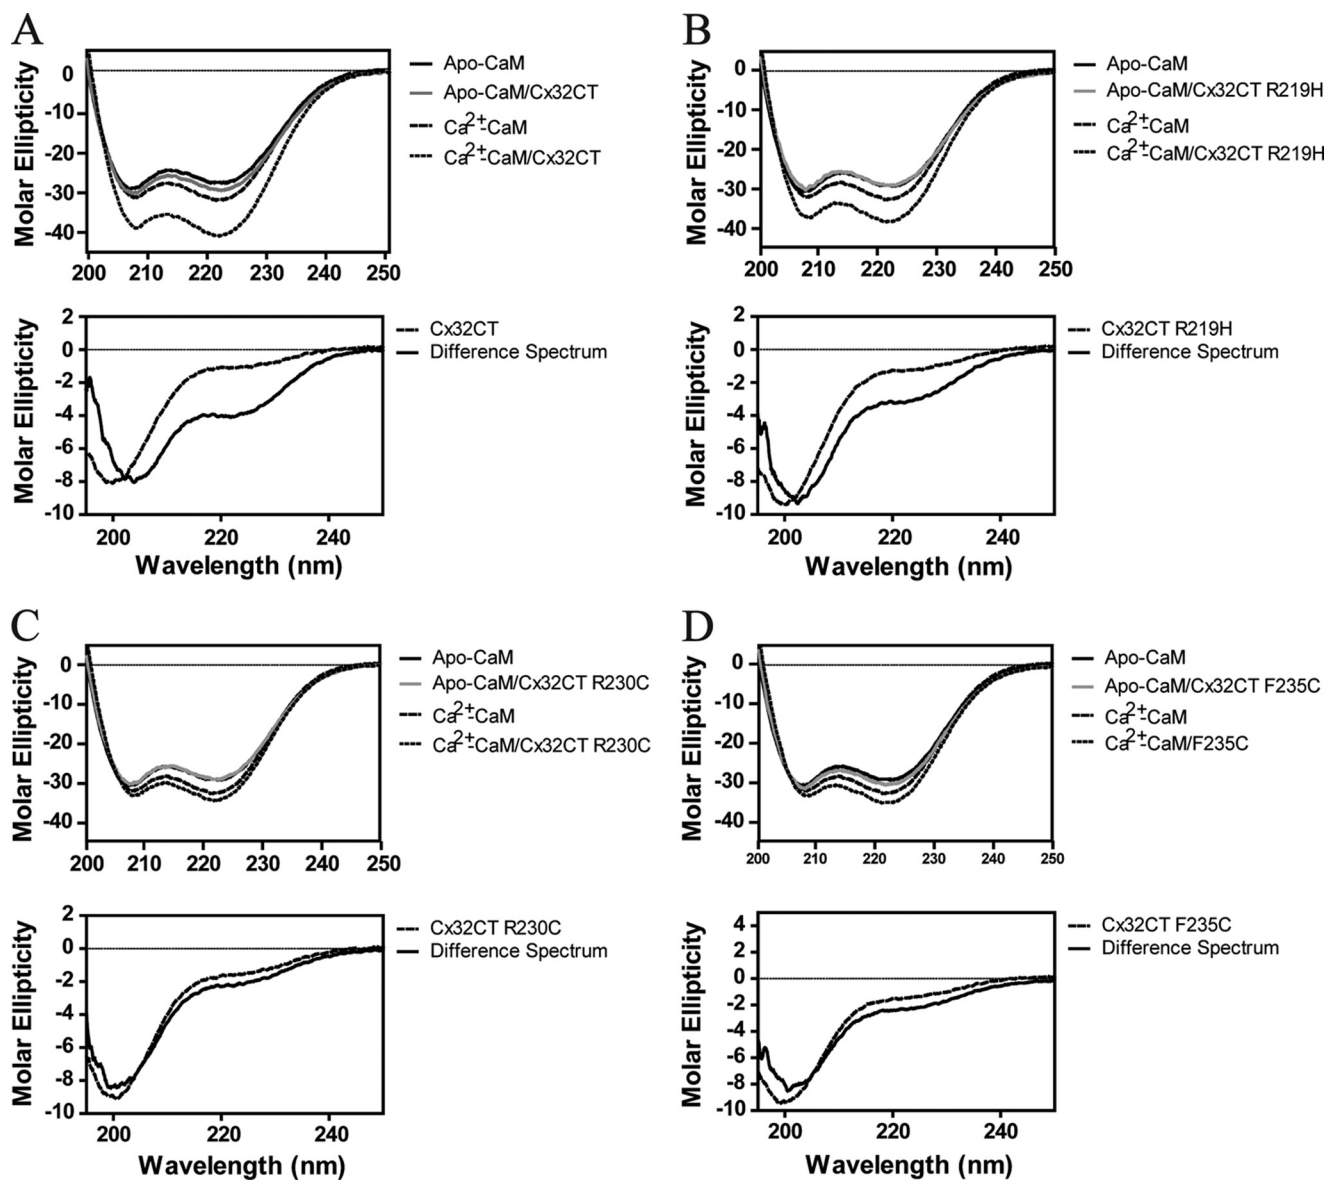 A
Molar Ellipticity
0
-10
-20
-30
-40
200 210 220 230 240 250
Apo-CaM
Apo-CaM/Cx32CT
Ca2+-CaM
Ca2+-CaM/Cx32CT
Molar Ellipticity
2
0
-2
-4
-6
-8
-10
200 220 240
Wavelength (nm)
Cx32CT
Difference Spectrum
B
Molar Ellipticity
0
-10
-20
-30
-40
200 210 220 230 240 250
Apo-CaM
Apo-CaM/Cx32CT R219H
Ca2+-CaM
Ca2+-CaM/Cx32CT R219H
Molar Ellipticity
2
0
-2
-4
-6
-8
-10
200 220 240
Wavelength (nm)
Cx32CT R219H
Difference Spectrum
C
Molar Ellipticity
0
-10
-20
-30
-40
200 210 220 230 240 250
Apo-CaM
Apo-CaM/Cx32CT R230C
Ca2+-CaM
Ca2+-CaM/Cx32CT R230C
Molar Ellipticity
2
0
-2
-4
-6
-8
-10
200 220 240
Wavelength (nm)
Cx32CT R230C
Difference Spectrum
D
Molar Ellipticity
0
-10
-20
-30
-40
200 210 220 230 240 250
Apo-CaM
Apo-CaM/Cx32CT F235C
Ca2+-CaM
Ca2+-CaM/F235C
Molar Ellipticity
4
2
0
-2
-4
-6
-8
-10
200 220 240
Wavelength (nm)
Cx32CT F235C
Difference Spectrum